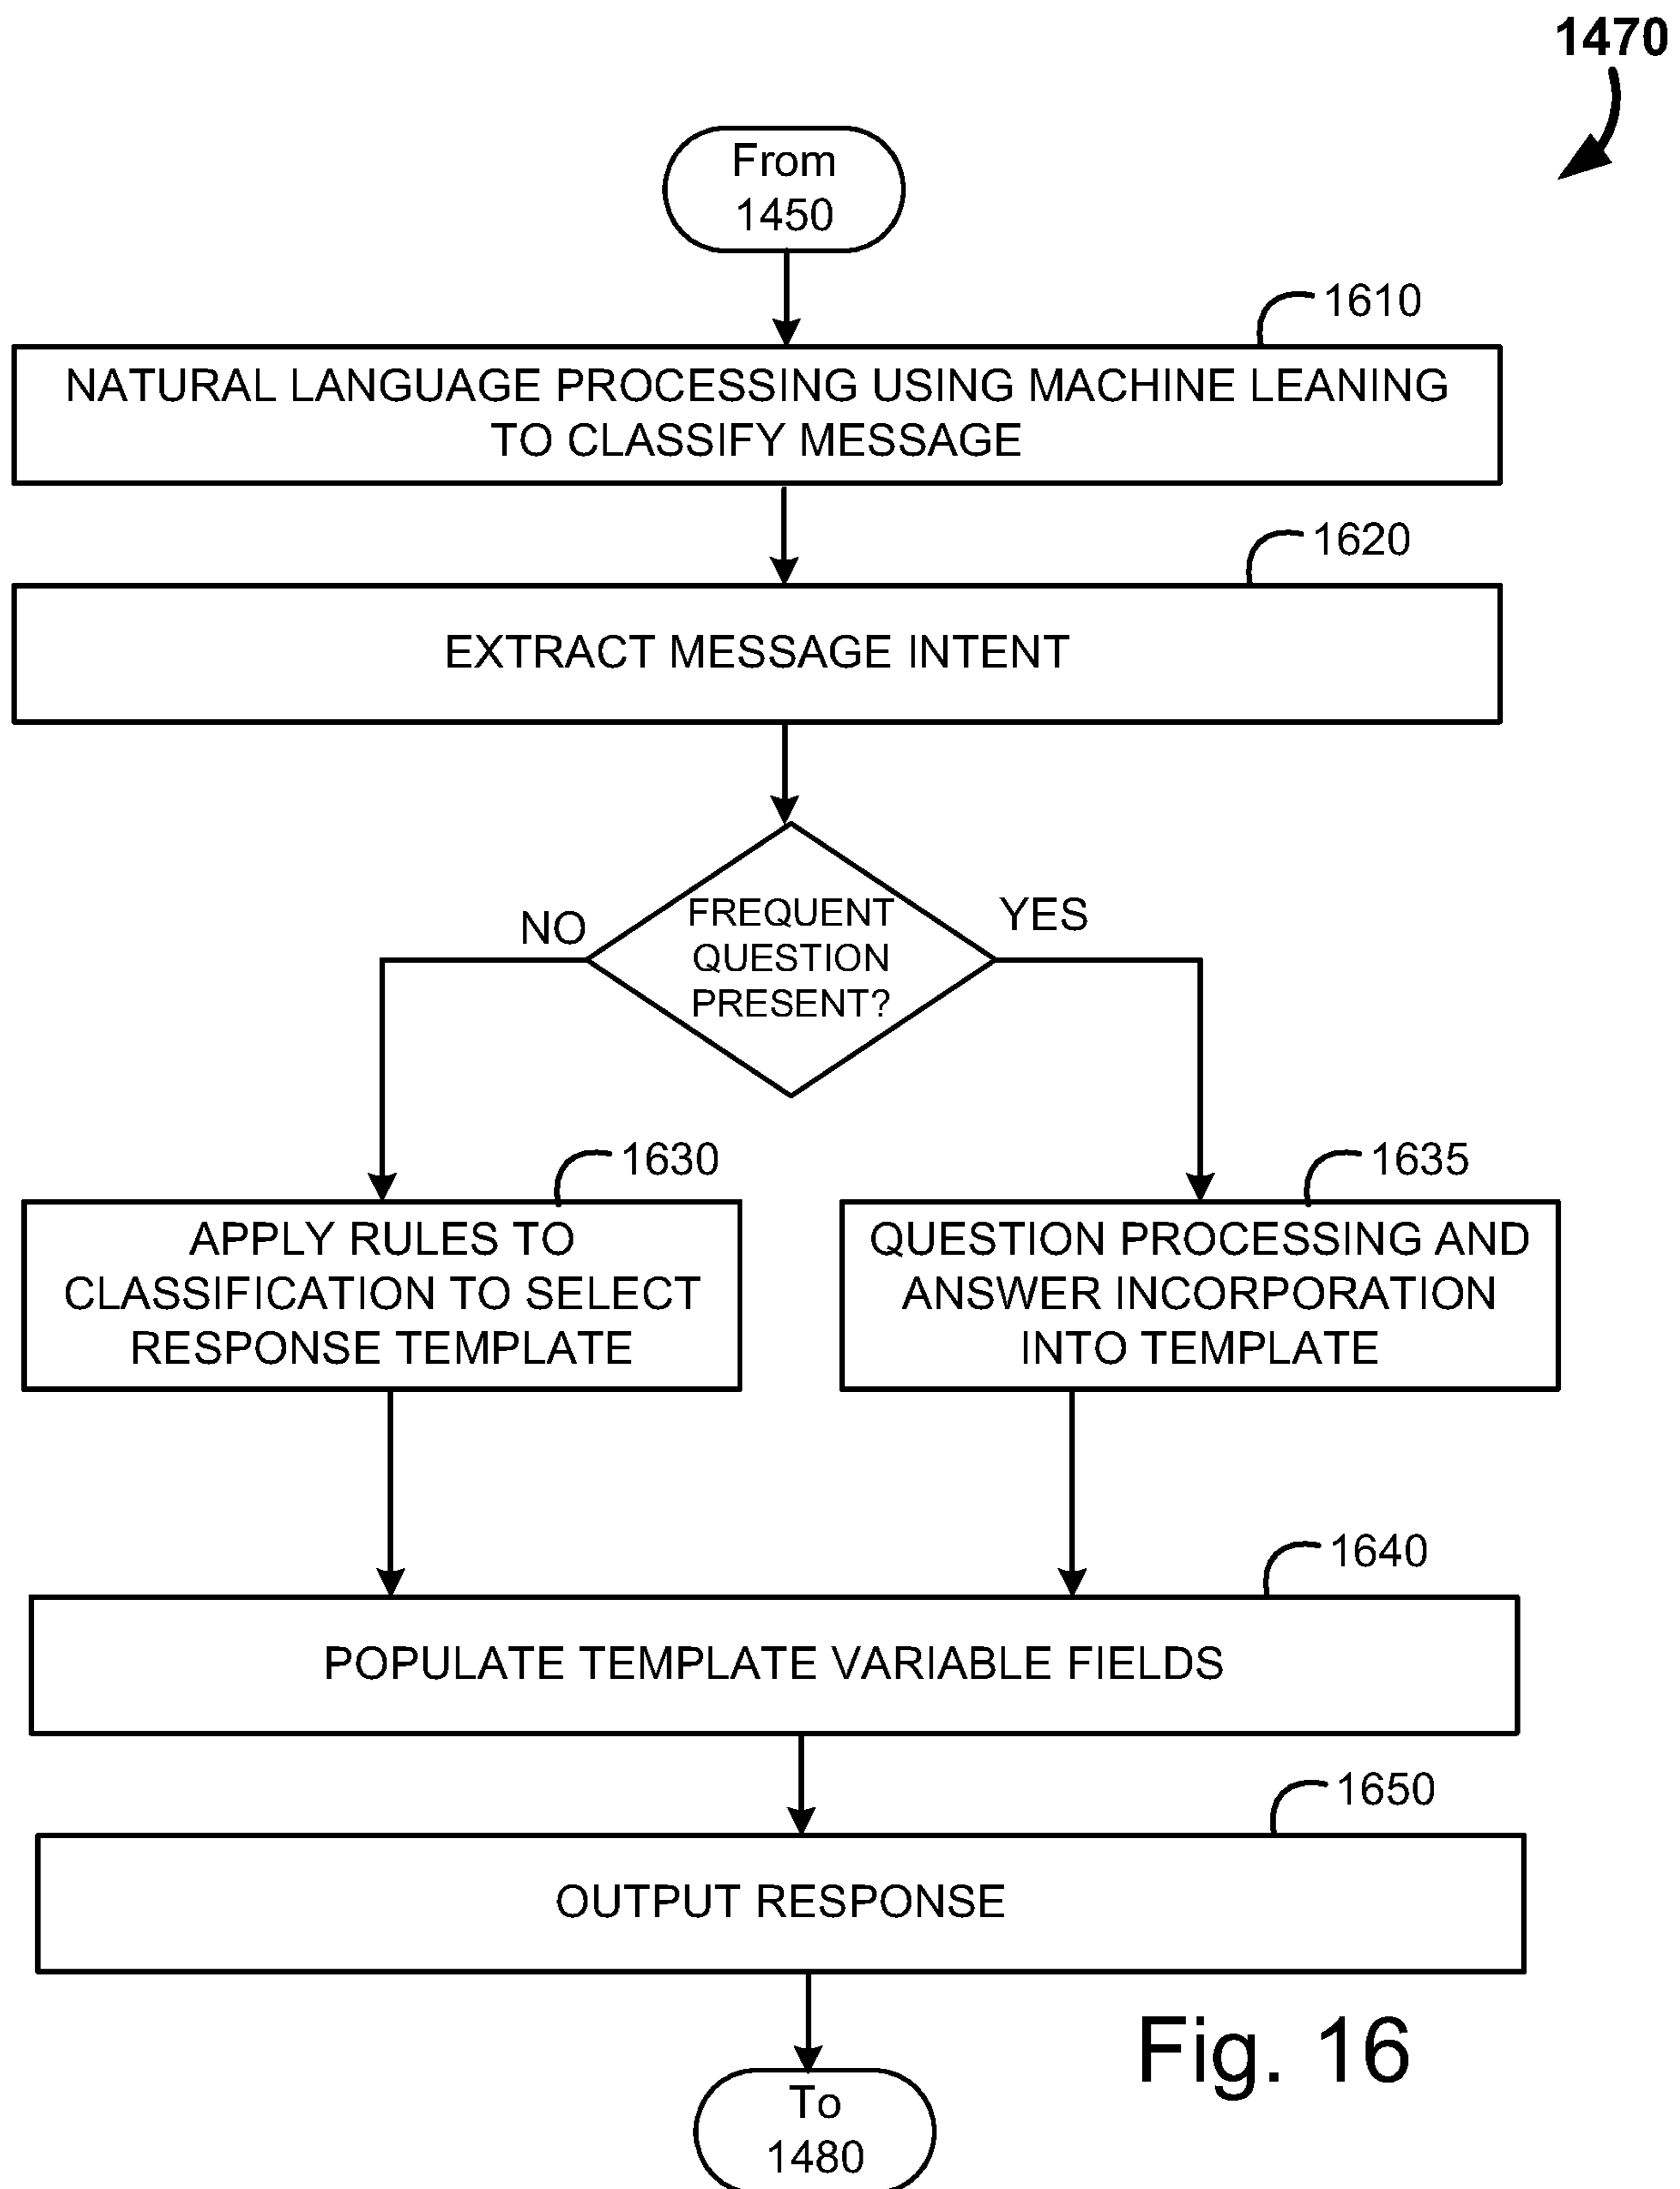 1470
From
1450
1610
NATURAL LANGUAGE PROCESSING USING MACHINE LEANING
TO CLASSIFY MESSAGE
1620
EXTRACT MESSAGE INTENT
NO
FREQUENT
QUESTION
PRESENT?
YES
1630
APPLY RULES TO
CLASSIFICATION TO SELECT
RESPONSE TEMPLATE
1635
QUESTION PROCESSING AND
ANSWER INCORPORATION
INTO TEMPLATE
1640
POPULATE TEMPLATE VARIABLE FIELDS
1650
OUTPUT RESPONSE
Fig. 16
To
1480